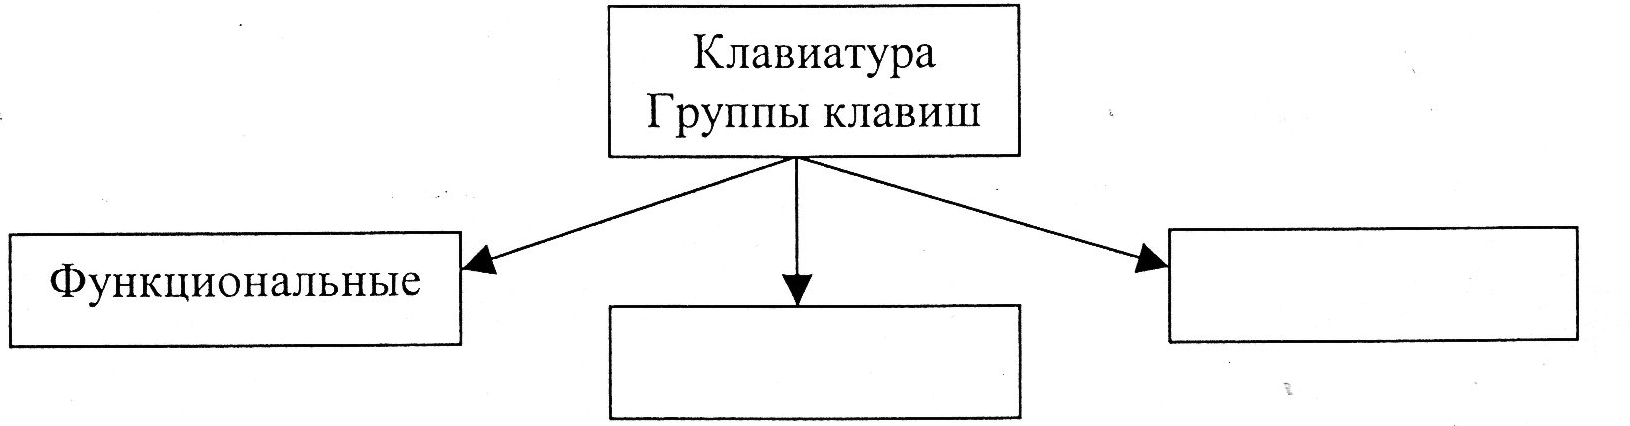 Клавиатура
Группы клавиш
Функциональные